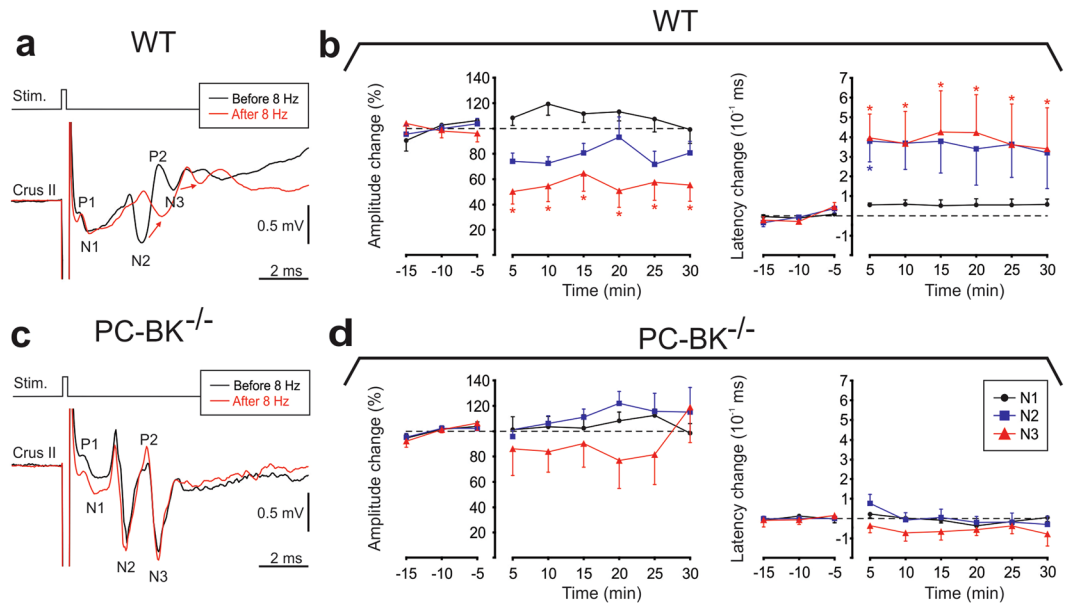 a
WT
Stim.
Before 8 Hz
After 8 Hz
Crus II
P1
P2
N1
N2
N3
0.5 mV
2 ms
b
WT
Amplitude change (%)
140
120
100
80
60
40
20
-15 -10 -5 5 10 15 20 25 30
Time (min)
* * * * * *
Latency change (10⁻¹ ms)
7
6
5
4
3
2
1
0
-1
-15 -10 -5 5 10 15 20 25 30
Time (min)
* * * * * *
*
c
PC-BK⁻/⁻
Stim.
Before 8 Hz
After 8 Hz
Crus II
P1
P2
N1
N2
N3
0.5 mV
2 ms
d
PC-BK⁻/⁻
Amplitude change (%)
140
120
100
80
60
40
20
-15 -10 -5 5 10 15 20 25 30
Time (min)
Latency change (10⁻¹ ms)
7
6
5
4
3
2
1
0
-1
-15 -10 -5 5 10 15 20 25 30
Time (min)
N1
N2
N3